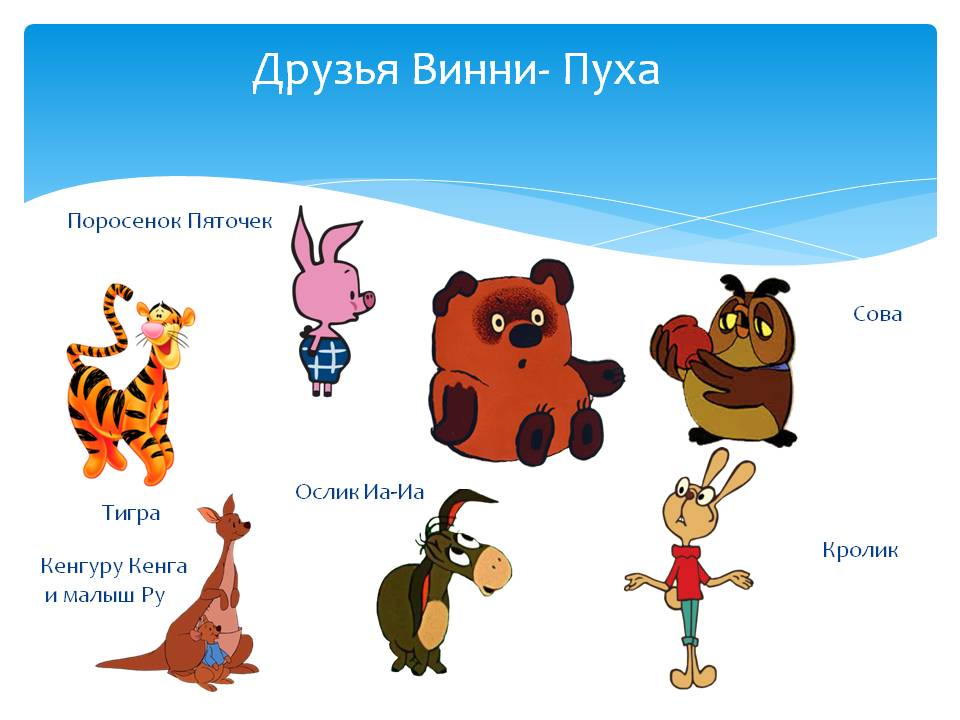 Друзья Винни- Пуха
Поросенок Пяточек
Сова
Ослик Иа-Иа
Тигра
Кролик
Кенгуру Кенга
и малыш Ру